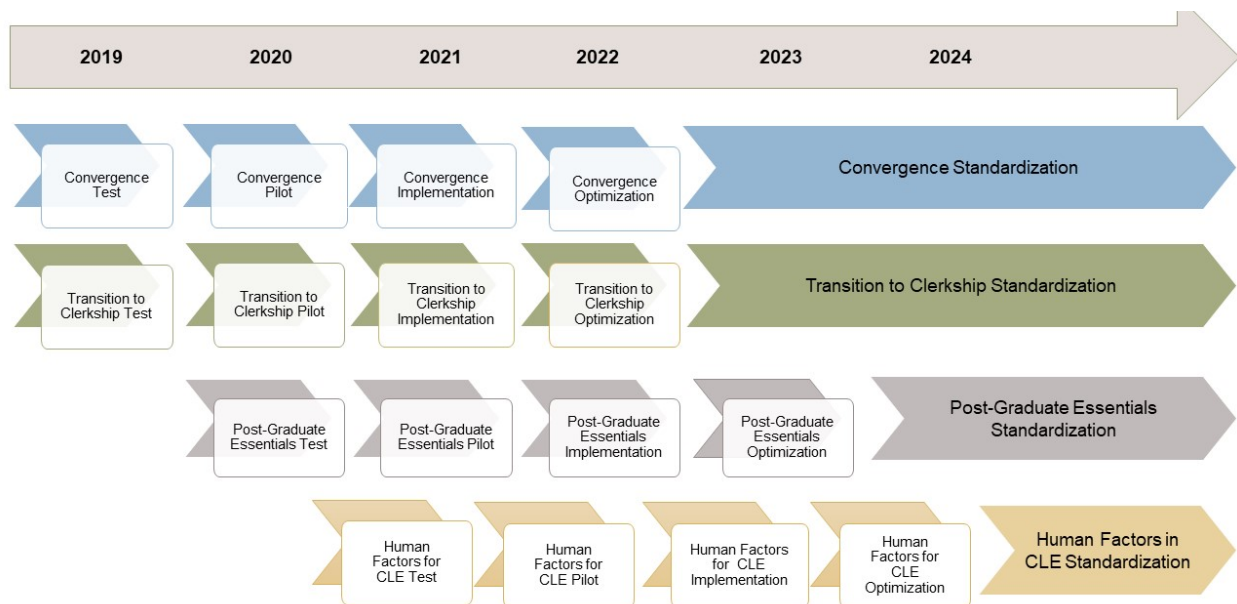 2019
2020
2021
2022
2023
2024
Convergence
Test
Convergence
Pilot
Convergence
Implementation
Convergence
Optimization
Convergence Standardization
Transition to
Clerkship Test
Transition to
Clerkship Pilot
Transition to
Clerkship
Implementation
Transition to
Clerkship
Optimization
Transition to Clerkship Standardization
Post-Graduate
Essentials Test
Post-Graduate
Essentials Pilot
Post-Graduate
Essentials
Implementation
Post-Graduate
Essentials
Optimization
Post-Graduate Essentials
Standardization
Human
Factors for
CLE Test
Human
Factors for
CLE Pilot
Human Factors
for CLE
Implementation
Human
Factors for
CLE
Optimization
Human Factors in
CLE Standardization